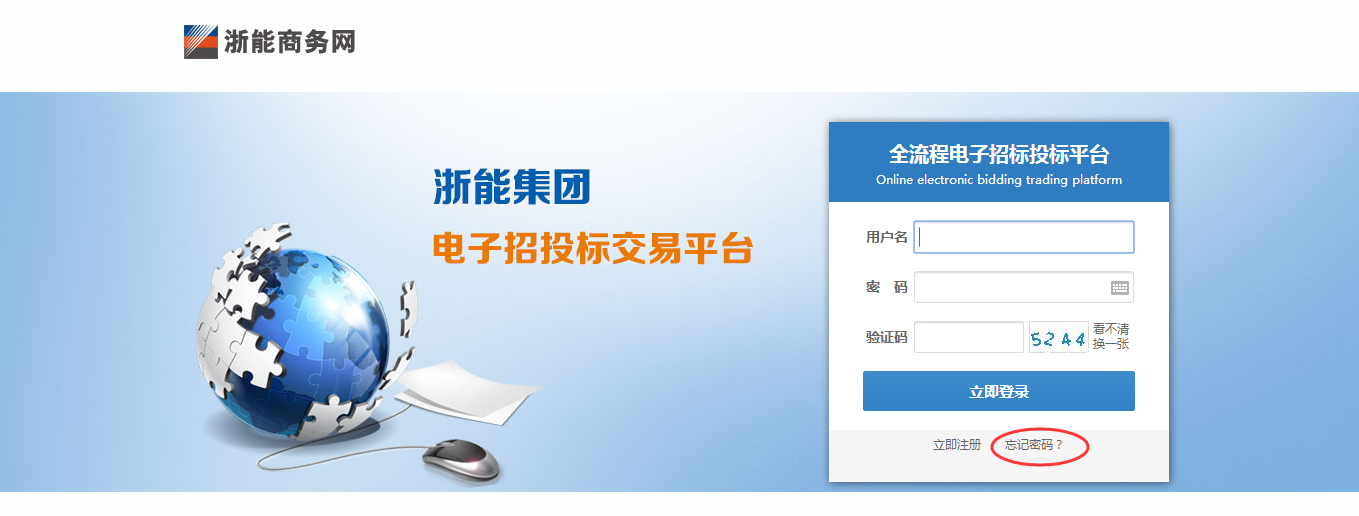 浙能商务网
浙能集团
电子招投标交易平台
全流程电子招标投标平台
Online electronic bidding trading platform
用户名
密 码
验证码
5244
看不清
换一张
立即登录
立即注册 忘记密码？